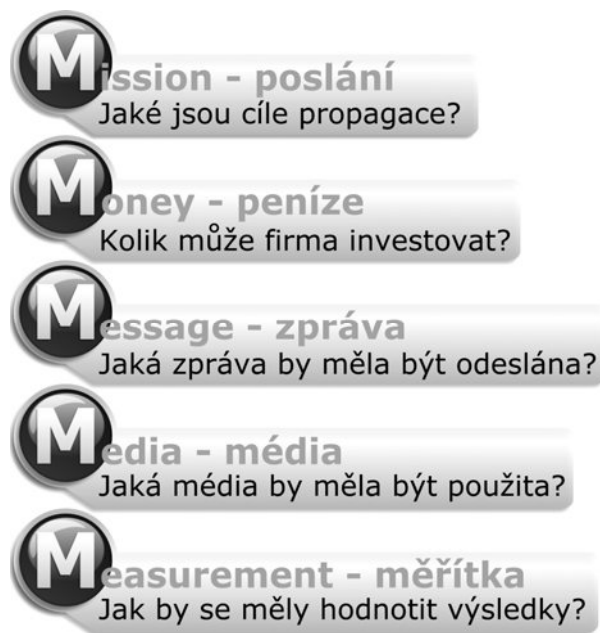 Mission - poslání
Jaké jsou cíle propagace?
Money - peníze
Kolik může firma investovat?
Message - zpráva
Jaká zpráva by měla být odeslána?
Media - média
Jaká média by měla být použita?
Measurement - měřítka
Jak by se měly hodnotit výsledky?